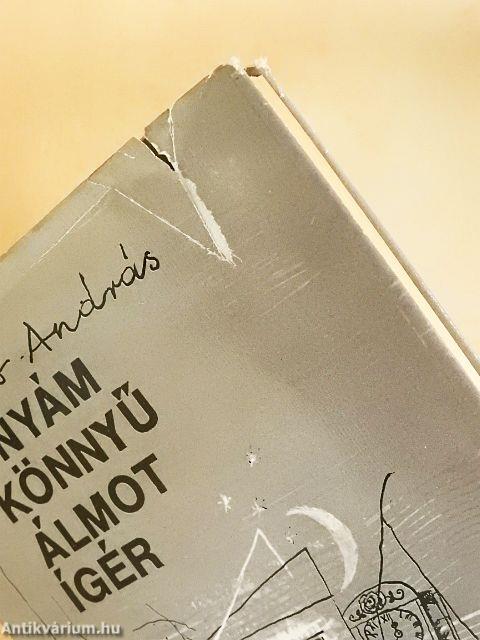 . András
NYÁM
KÖNNYŰ
ÁLMOT
ÍGÉR
Antikvárium.hu